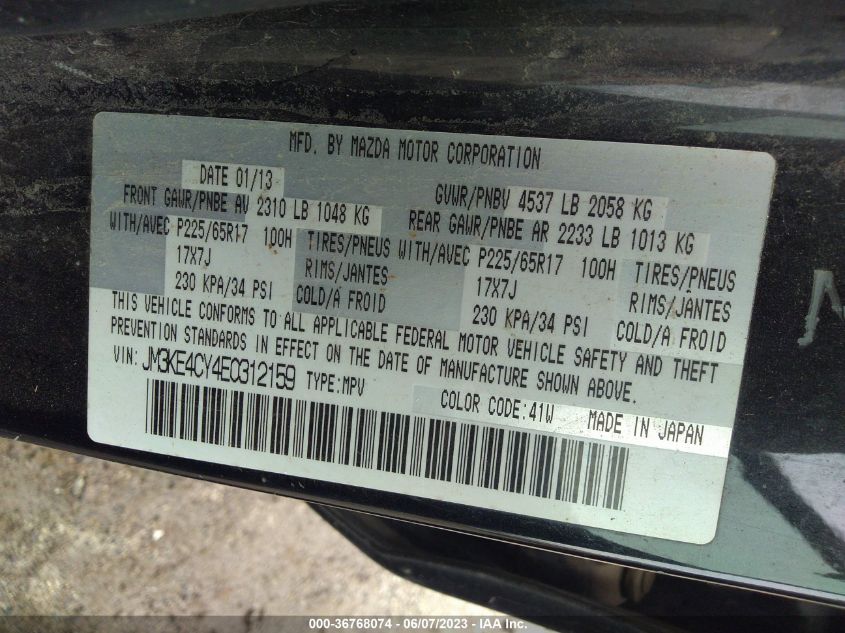 MFD. BY MAZDA MOTOR CORPORATION
DATE 01/13 GVWR/PNBV 4537 LB 2058 KG
FRONT GAWR/PNBE AV 2310 LB 1048 KG REAR GAWR/PNBE AR 2233 LB 1013 KG
WITH/AVEC P225/65R17 100H TIRES/PNEUS WITH/AVEC P225/65R17 100H TIRES/PNEUS
17X7J RIMS/JANTES 17X7J RIMS/JANTES
230 KPA/34 PSI COLD/A FROID 230 KPA/34 PSI COLD/A FROID
THIS VEHICLE CONFORMS TO ALL APPLICABLE FEDERAL MOTOR VEHICLE SAFETY AND THEFT
PREVENTION STANDARDS IN EFFECT ON THE DATE OF MANUFACTURE SHOWN ABOVE.
VIN: JM3KE4CY4E0312159 TYPE:MPV
COLOR CODE:41W MADE IN JAPAN
000-36768074 - 06/07/2023 - IAA Inc.